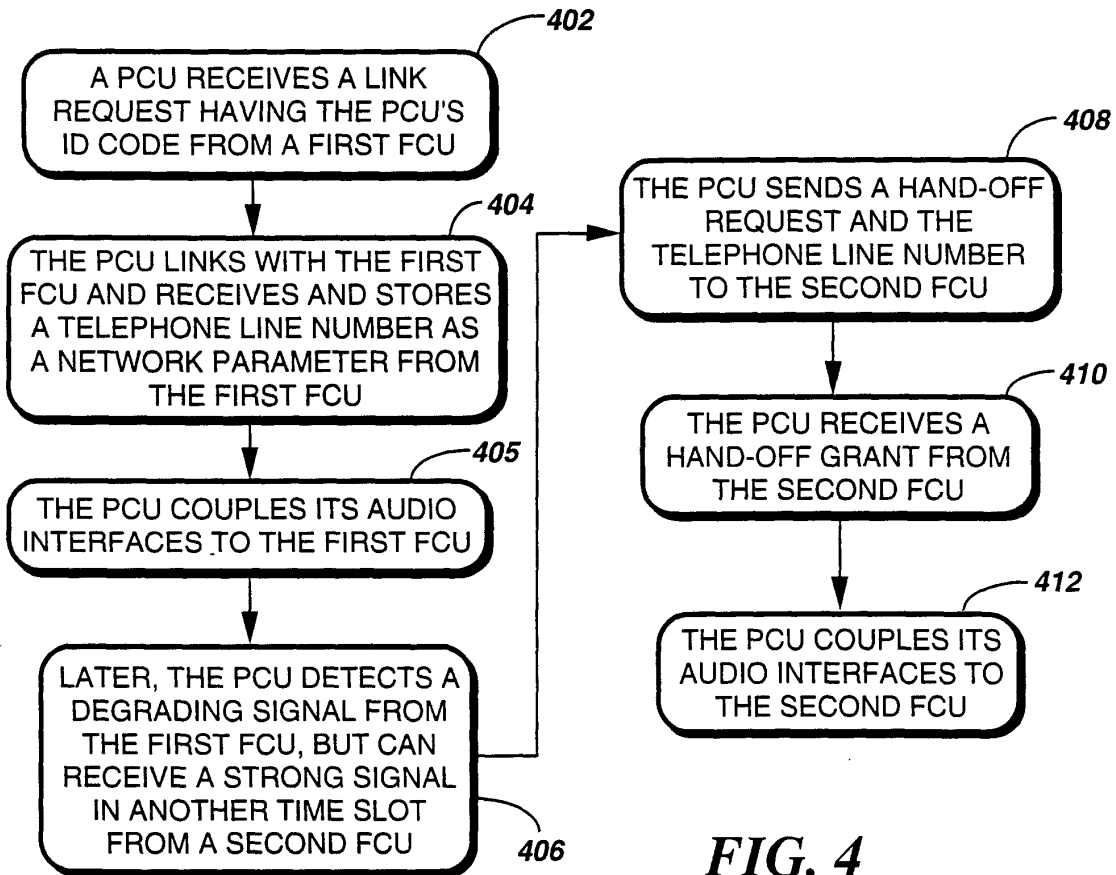 402
A PCU RECEIVES A LINK
REQUEST HAVING THE PCU'S
ID CODE FROM A FIRST FCU
404
THE PCU LINKS WITH THE FIRST
FCU AND RECEIVES AND STORES
A TELEPHONE LINE NUMBER AS
A NETWORK PARAMETER FROM
THE FIRST FCU
405
THE PCU COUPLES ITS AUDIO
INTERFACES TO THE FIRST FCU
LATER, THE PCU DETECTS A
DEGRADING SIGNAL FROM
THE FIRST FCU, BUT CAN
RECEIVE A STRONG SIGNAL
IN ANOTHER TIME SLOT
FROM A SECOND FCU
406
408
THE PCU SENDS A HAND-OFF
REQUEST AND THE
TELEPHONE LINE NUMBER
TO THE SECOND FCU
410
THE PCU RECEIVES A
HAND-OFF GRANT FROM
THE SECOND FCU
412
THE PCU COUPLES ITS
AUDIO INTERFACES TO
THE SECOND FCU
FIG. 4